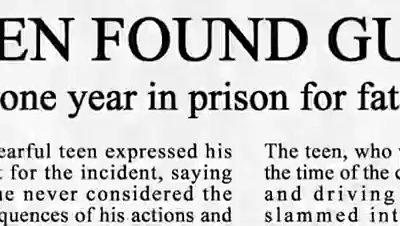 EN FOUND GU
one year in prison for fat
earful teen expressed his
for the incident, saying
he never considered the
quences of his actions and
The teen, who
the time of the c
and driving
slammed int